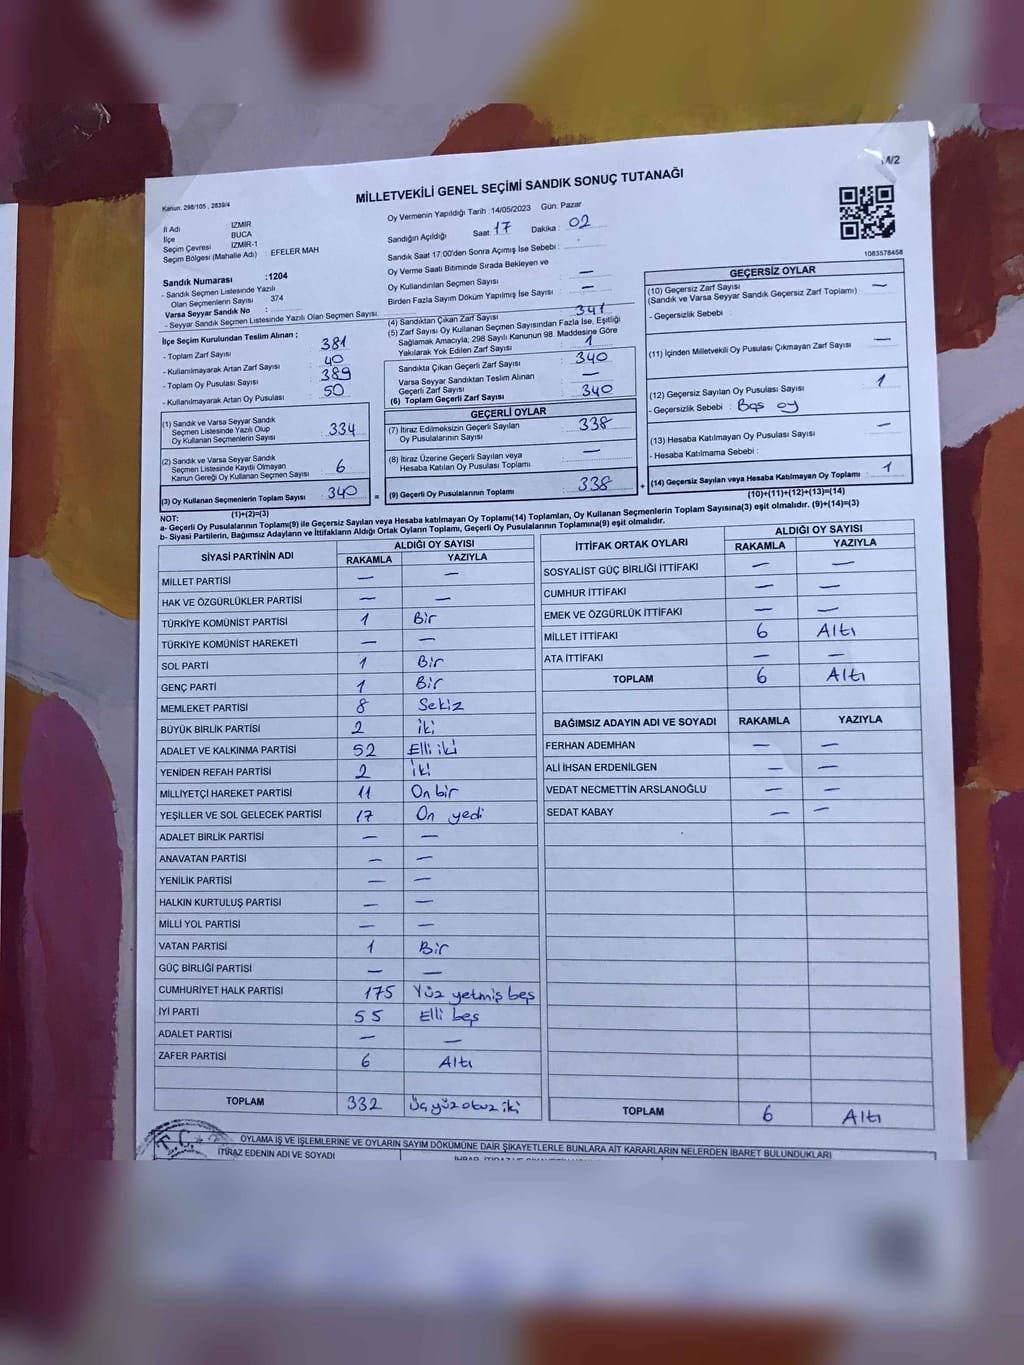 M/2
MİLLETVEKİLİ GENEL SEÇİMİ SANDIK SONUÇ TUTANAĞI
Kanun: 298/105 , 2839/4
İl Adı İZMİR
İlçe BUCA
Seçim Çevresi İZMİR-1
Seçim Bölgesi (Mahalle Adı) EFELER MAH
Sandık Numarası :1204
- Sandık Seçmen Listesinde Yazılı
Olan Seçmenlerin Sayısı 374
Varsa Seyyar Sandık No :
- Seyyar Sandık Seçmen Listesinde Yazılı Olan Seçmen Sayısı:
Oy Vermenin Yapıldığı Tarih :14/05/2023 Gün: Pazar
Sandığın Açıldığı Saat 17 Dakika: 02
Sandık Saat 17:00'den Sonra Açımış İse Sebebi :
Oy Verme Saati Bitiminde Sırada Bekleyen ve
Oy Kullandırılan Seçmen Sayısı : —
Birden Fazla Sayım Döküm Yapılmış İse Sayısı : —
1083578458
İlçe Seçim Kurulundan Teslim Alınan ;
- Toplam Zarf Sayısı 381
- Kullanılmayarak Artan Zarf Sayısı : 40
- Toplam Oy Pusulası Sayısı 389
- Kullanılmayarak Artan Oy Pusulası 50
(1) Sandık ve Varsa Seyyar Sandık
Seçmen Listesinde Yazılı Olup
Oy Kullanan Seçmenlerin Sayısı : 334
(2) Sandık ve Varsa Seyyar Sandık
Seçmen Listesinde Kayıtlı Olmayan
Kanun Gereği Oy Kullanan Seçmen Sayısı : 6
(3) Oy Kullanan Seçmenlerin Toplam Sayısı : 340
(1)+(2)=(3)
(4) Sandıktan Çıkan Zarf Sayısı 341
(5) Zarf Sayısı Oy Kullanan Seçmen Sayısından Fazla İse, Eşitliği
Sağlamak Amacıyla; 298 Sayılı Kanunun 98. Maddesine Göre
Yakılarak Yok Edilen Zarf Sayısı : 1
Sandıkta Çıkan Geçerli Zarf Sayısı : 340
Varsa Seyyar Sandıktan Teslim Alınan
Geçerli Zarf Sayısı : —
(6) Toplam Geçerli Zarf Sayısı : 340
GEÇERLİ OYLAR
(7) İtiraz Edilmeksizin Geçerli Sayılan
Oy Pusulalarının Sayısı : 338
(8) İtiraz Üzerine Geçerli Sayılan veya
Hesaba Katılan Oy Pusulası Toplamı : —
= (9) Geçerli Oy Pusulalarının Toplamı : 338
GEÇERSİZ OYLAR
(10) Geçersiz Zarf Sayısı —
(Sandık ve Varsa Seyyar Sandık Geçersiz Zarf Toplamı) :
- Geçersizlik Sebebi :
(11) İçinden Milletvekili Oy Pusulası Çıkmayan Zarf Sayısı : —
(12) Geçersiz Sayılan Oy Pusulası Sayısı : 1
- Geçersizlik Sebebi : Boş oy
(13) Hesaba Katılmayan Oy Pusulası Sayısı : —
- Hesaba Katılmama Sebebi :
+ (14) Geçersiz Sayılan veya Hesaba Katılmayan Oy Toplamı : 1
(10)+(11)+(12)+(13)=(14)
NOT:
a- Geçerli Oy Pusulalarının Toplamı(9) ile Geçersiz Sayılan veya Hesaba katılmayan Oy Toplamı(14) Toplamları, Oy Kullanan Seçmenlerin Toplam Sayısına(3) eşit olmalıdır. (9)+(14)=(3)
b- Siyasi Partilerin, Bağımsız Adayların ve İttifakların Aldığı Ortak Oyların Toplamı, Geçerli Oy Pusulalarının Toplamına(9) eşit olmalıdır.
SİYASİ PARTİNİN ADI ALDIĞI OY SAYISI
RAKAMLA YAZIYLA
MİLLET PARTİSİ — —
HAK VE ÖZGÜRLÜKLER PARTİSİ — —
TÜRKİYE KOMÜNİST PARTİSİ 1 Bir
TÜRKİYE KOMÜNİST HAREKETİ — —
SOL PARTİ 1 Bir
GENÇ PARTİ 1 Bir
MEMLEKET PARTİSİ 8 Sekiz
BÜYÜK BİRLİK PARTİSİ 2 iki
ADALET VE KALKINMA PARTİSİ 52 Elli iki
YENİDEN REFAH PARTİSİ 2 iki
MİLLİYETÇİ HAREKET PARTİSİ 11 On bir
YEŞİLLER VE SOL GELECEK PARTİSİ 17 On yedi
ADALET BİRLİK PARTİSİ — —
ANAVATAN PARTİSİ — —
YENİLİK PARTİSİ — —
HALKIN KURTULUŞ PARTİSİ — —
MİLLİ YOL PARTİSİ — —
VATAN PARTİSİ 1 Bir
GÜÇ BİRLİĞİ PARTİSİ — —
CUMHURİYET HALK PARTİSİ 175 Yüz yetmiş beş
İYİ PARTİ 55 Elli beş
ADALET PARTİSİ — —
ZAFER PARTİSİ 6 Altı
TOPLAM 332 Üç yüz otuz iki
İTTİFAK ORTAK OYLARI ALDIĞI OY SAYISI
RAKAMLA YAZIYLA
SOSYALİST GÜÇ BİRLİĞİ İTTİFAKI — —
CUMHUR İTTİFAKI — —
EMEK VE ÖZGÜRLÜK İTTİFAKI — —
MİLLET İTTİFAKI 6 Altı
ATA İTTİFAKI — —
TOPLAM 6 Altı
BAĞIMSIZ ADAYIN ADI VE SOYADI RAKAMLA YAZIYLA
FERHAN ADEMHAN — —
ALİ İHSAN ERDENİLGEN — —
VEDAT NECMETTİN ARSLANOĞLU — —
SEDAT KABAY — —
TOPLAM 6 Altı
T.C.
OYLAMA İŞ VE İŞLEMLERİNE VE OYLARIN SAYIM DÖKÜMÜNE DAİR ŞİKAYETLERLE BUNLARA AİT KARARLARIN NELERDEN İBARET BULUNDUKLARI
İTİRAZ EDENİN ADI VE SOYADI